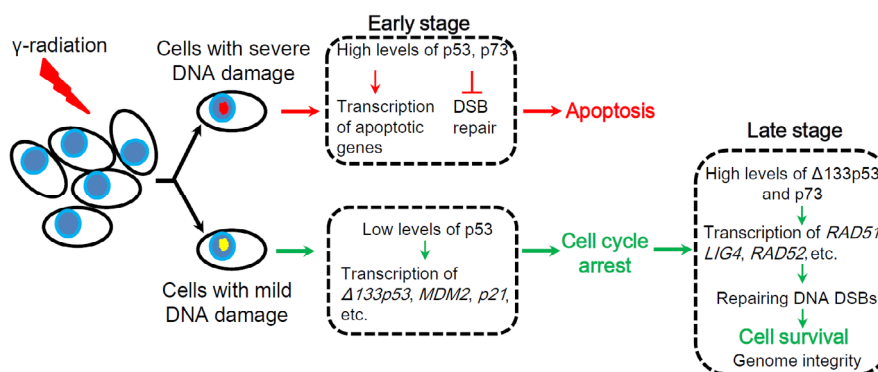 γ-radiation
Cells with severe
DNA damage
Early stage
High levels of p53, p73
Transcription
of apoptotic
genes
DSB
repair
Apoptosis
Cells with mild
DNA damage
Low levels of p53
Transcription of
Δ133p53, MDM2, p21,
etc.
Cell cycle
arrest
Late stage
High levels of Δ133p53
and p73
Transcription of RAD51
LIG4, RAD52, etc.
Repairing DNA DSBs
Cell survival
Genome integrity